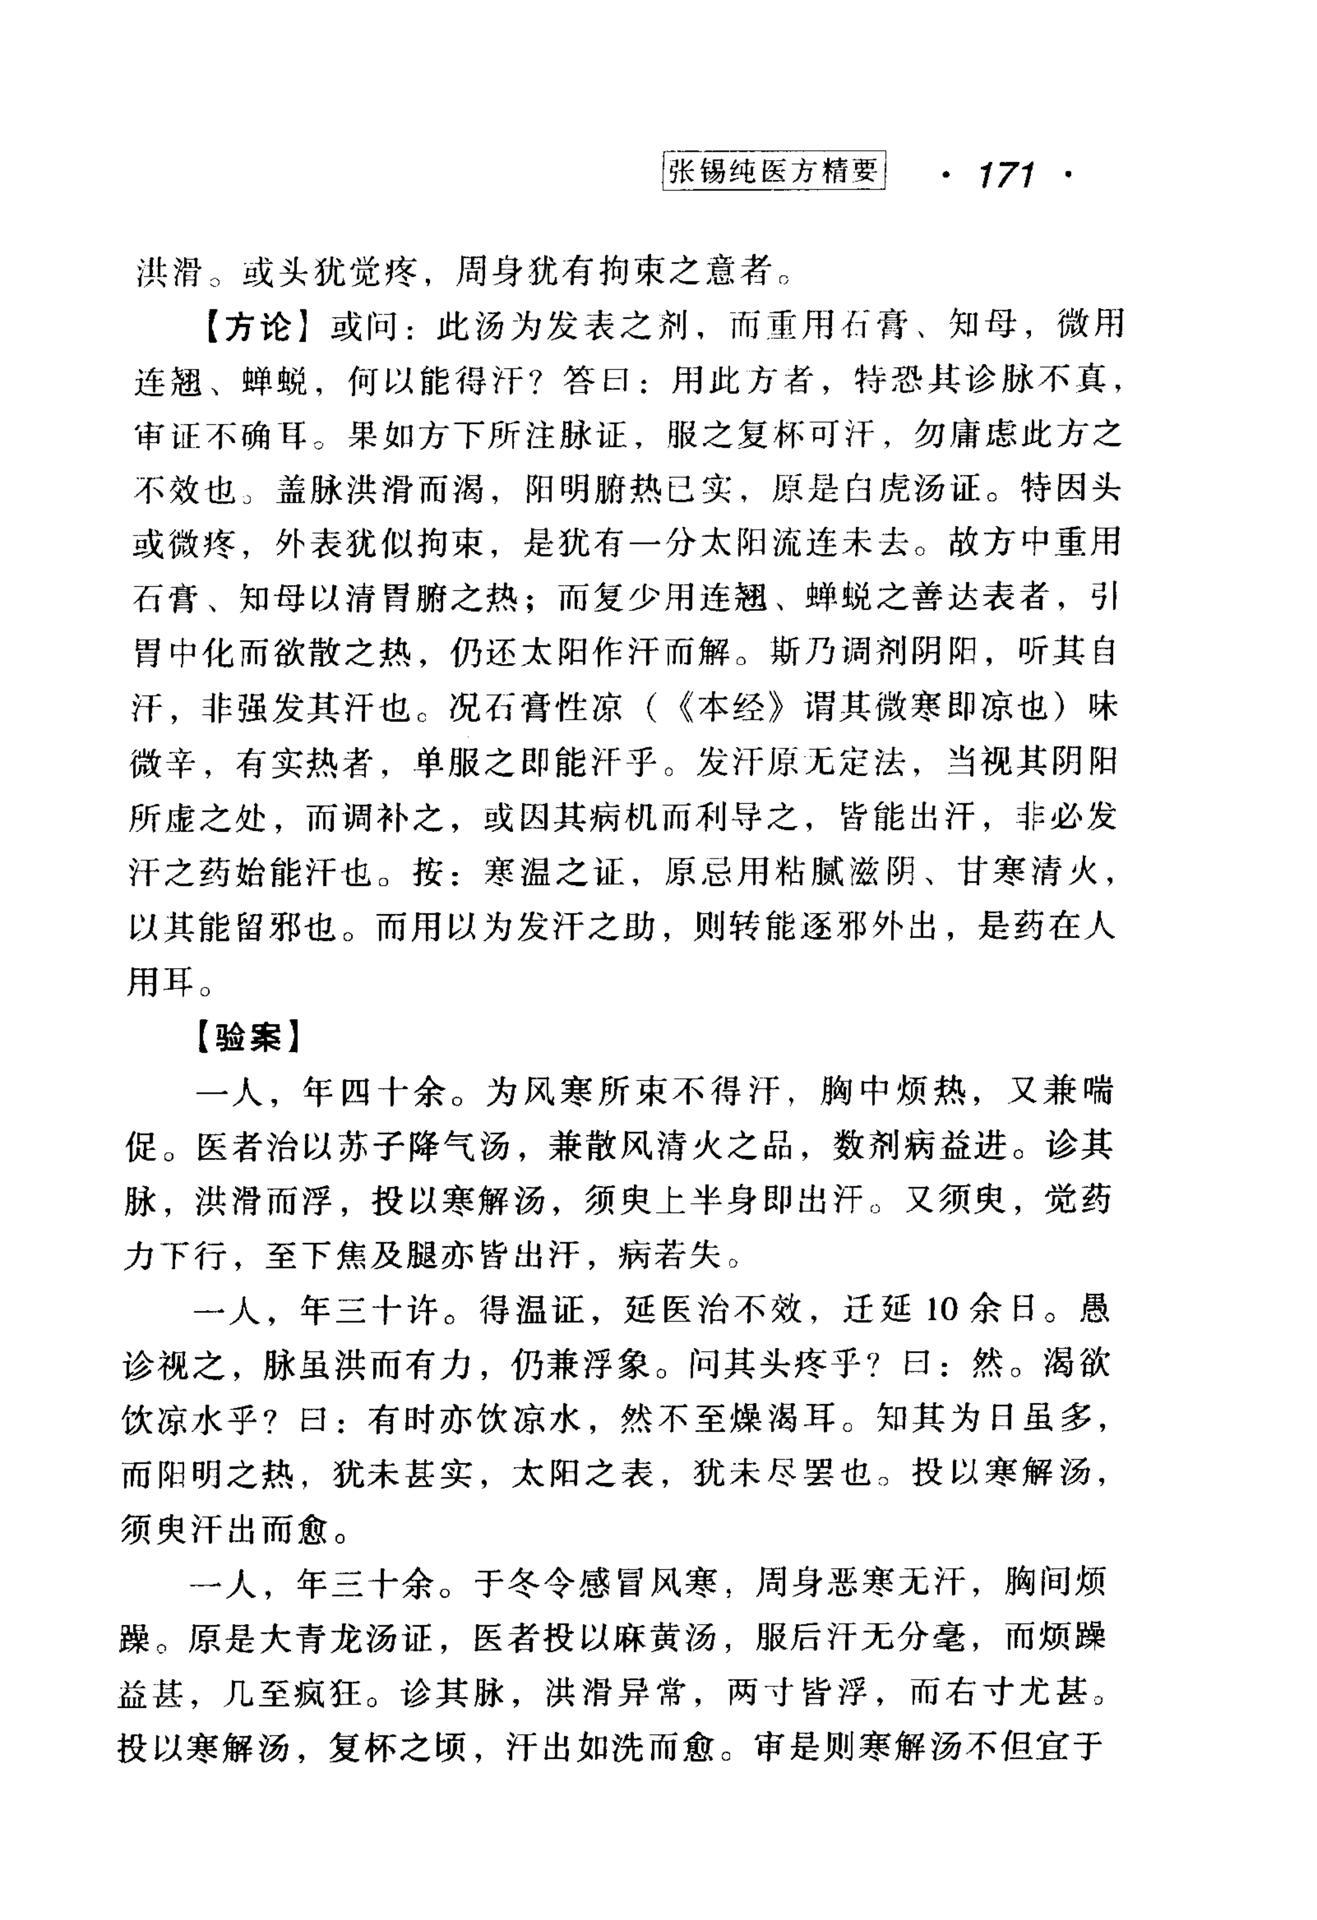 张锡纯医方精要 · 171 ·
洪滑。或头犹觉疼，周身犹有拘束之意者。
【方论】或问：此汤为发表之剂，而重用石膏、知母，微用
连翘、蝉蜕，何以能得汗？答曰：用此方者，特恐其诊脉不真，
审证不确耳。果如方下所注脉证，服之复杯可汗，勿庸虑此方之
不效也。盖脉洪滑而渴，阳明腑热已实，原是白虎汤证。特因头
或微疼，外表犹似拘束，是犹有一分太阳流连未去。故方中重用
石膏、知母以清胃腑之热；而复少用连翘、蝉蜕之善达表者，引
胃中化而欲散之热，仍还太阳作汗而解。斯乃调剂阴阳，听其自
汗，非强发其汗也。况石膏性凉（《本经》谓其微寒即凉也）味
微辛，有实热者，单服之即能汗乎。发汗原无定法，当视其阴阳
所虚之处，而调补之，或因其病机而利导之，皆能出汗，非必发
汗之药始能汗也。按：寒温之证，原忌用粘腻滋阴、甘寒清火，
以其能留邪也。而用以为发汗之助，则转能逐邪外出，是药在人
用耳。
【验案】
一人，年四十余。为风寒所束不得汗，胸中烦热，又兼喘
促。医者治以苏子降气汤，兼散风清火之品，数剂病益进。诊其
脉，洪滑而浮，投以寒解汤，须臾上半身即出汗。又须臾，觉药
力下行，至下焦及腿亦皆出汗，病若失。
一人，年三十许。得温证，延医治不效，迁延 10 余日。愚
诊视之，脉虽洪而有力，仍兼浮象。问其头疼乎？曰：然。渴欲
饮凉水乎？曰：有时亦饮凉水，然不至燥渴耳。知其为日虽多，
而阳明之热，犹未甚实，太阳之表，犹未尽罢也。投以寒解汤，
须臾汗出而愈。
一人，年三十余。于冬令感冒风寒，周身恶寒无汗，胸间烦
躁。原是大青龙汤证，医者投以麻黄汤，服后汗无分毫，而烦躁
益甚，几至疯狂。诊其脉，洪滑异常，两寸皆浮，而右寸尤甚。
投以寒解汤，复杯之顷，汗出如洗而愈。审是则寒解汤不但宜于